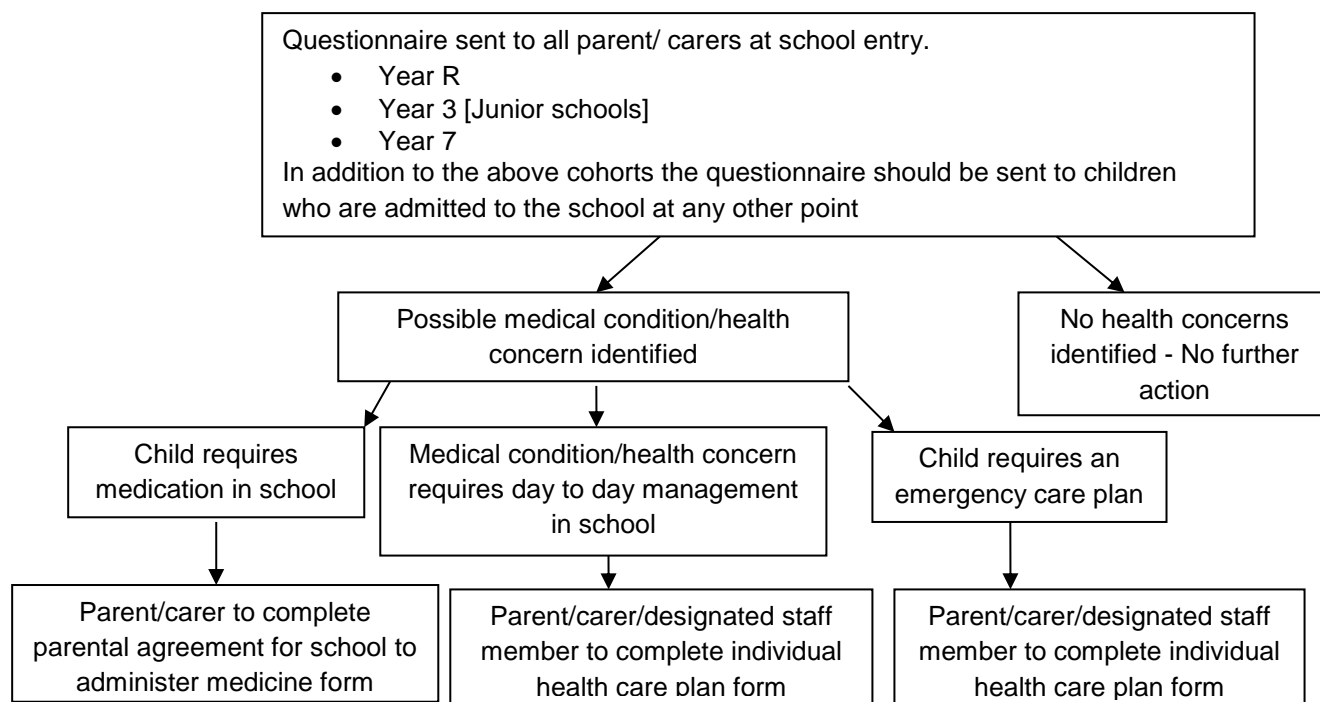 Questionnaire sent to all parent/ carers at school entry.
• Year R
• Year 3 [Junior schools]
• Year 7
In addition to the above cohorts the questionnaire should be sent to children
who are admitted to the school at any other point
Possible medical condition/health
concern identified
No health concerns
identified - No further
action
Child requires
medication in school
Medical condition/health concern
requires day to day management
in school
Child requires an
emergency care plan
Parent/carer to complete
parental agreement for school to
administer medicine form
Parent/carer/designated staff
member to complete individual
health care plan form
Parent/carer/designated staff
member to complete individual
health care plan form